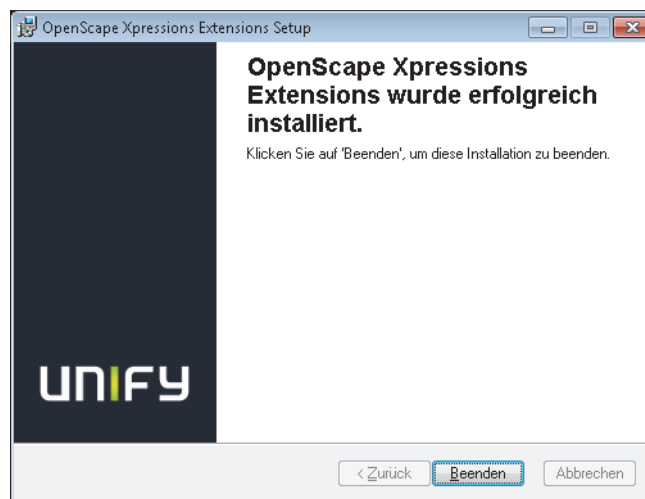 OpenScape Xpressions Extensions Setup
OpenScape Xpressions
Extensions wurde erfolgreich
installiert.
Klicken Sie auf 'Beenden', um diese Installation zu beenden.
UNIFY
< Zurück
Beenden
Abbrechen